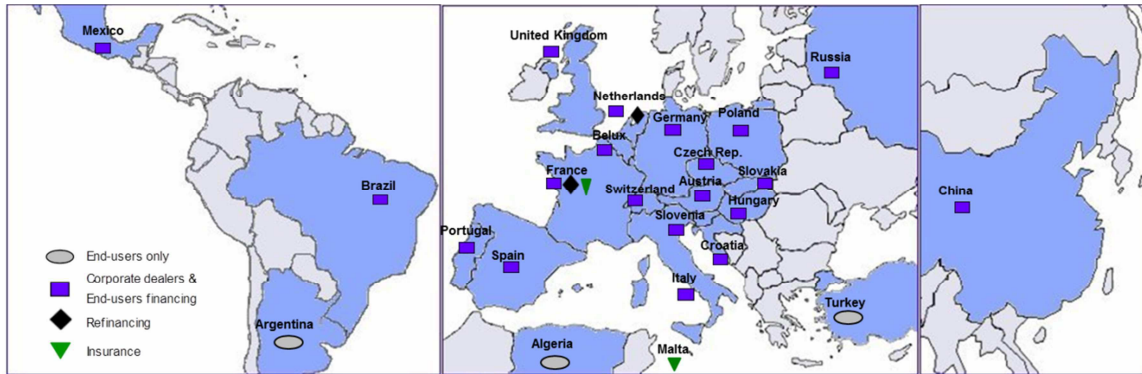 Mexico
Brazil
Argentina
End-users only
Corporate dealers &
End-users financing
Refinancing
Insurance
United Kingdom
Russia
Netherlands
Germany
Poland
Belux
Czech Rep.
France
Switzerland
Austria
Slovakia
Hungary
Slovenia
Portugal
Spain
Croatia
Italy
Turkey
Algeria
Malta
China